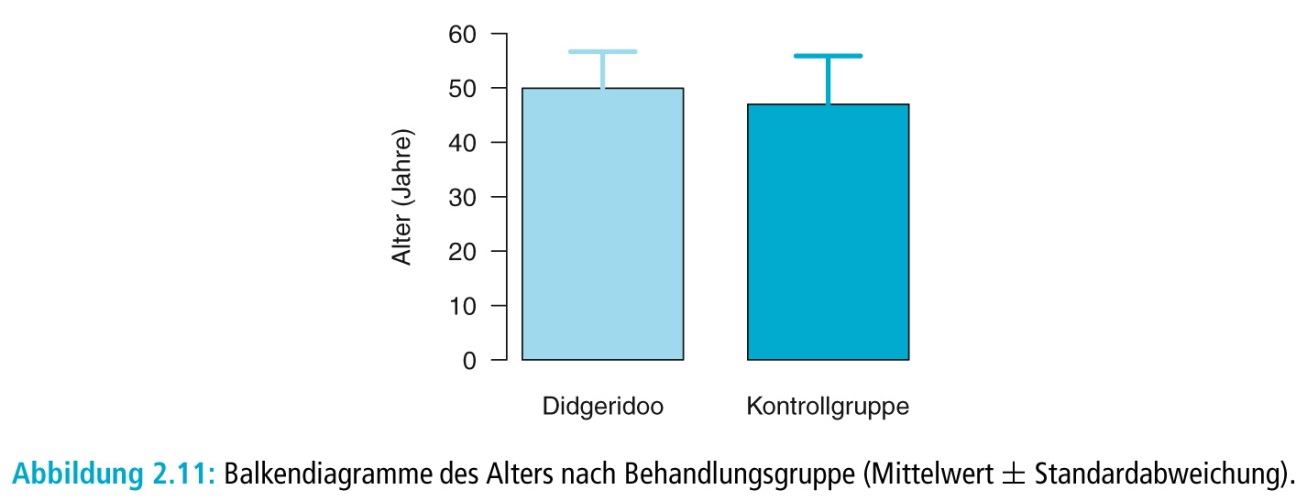 60
50
40
30
20
10
0
Alter (Jahre)
Didgeridoo Kontrollgruppe
Abbildung 2.11: Balkendiagramme des Alters nach Behandlungsgruppe (Mittelwert ± Standardabweichung).